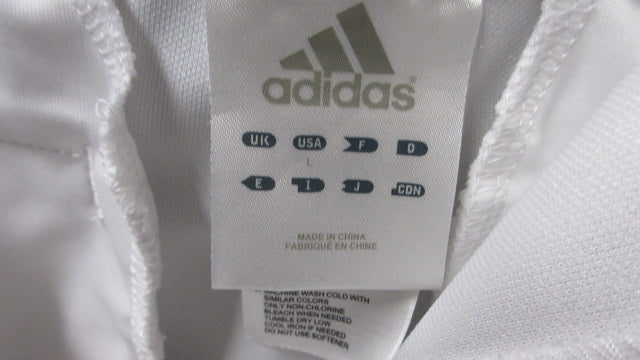 adidas
UK USA F D
L
E I J CDN
MADE IN CHINA
FABRIQUÉ EN CHINE
MACHINE WASH COLD WITH
SIMILAR COLORS
ONLY NON-CHLORINE
BLEACH WHEN NEEDED
TUMBLE DRY LOW
COOL IRON IF NEEDED
DO NOT USE SOFTENER